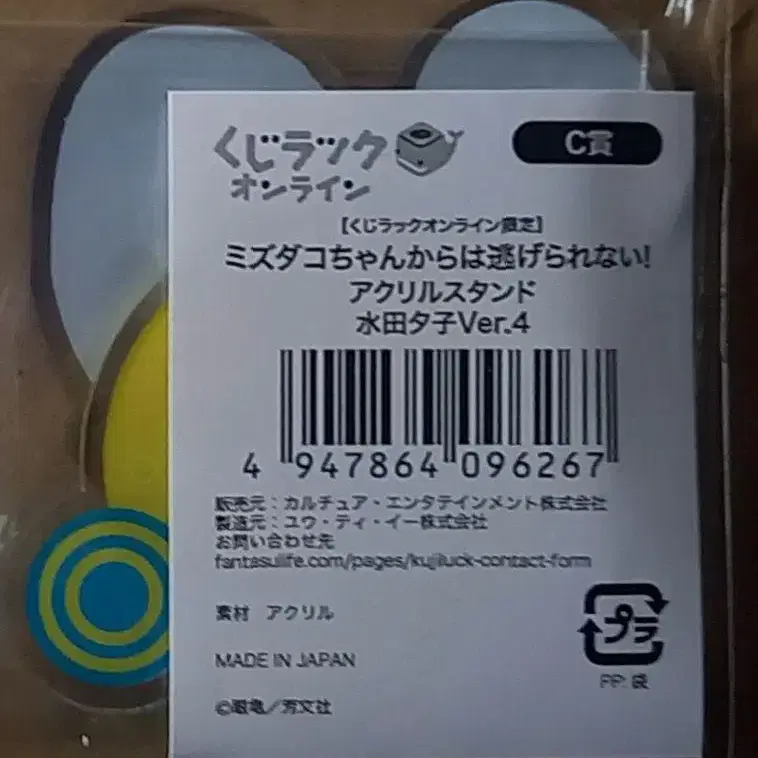 くじラック
オンライン
C賞
【くじラックオンライン限定】
ミズダコちゃんからは逃げられない!
アクリルスタンド
水田夕子Ver.4
4 947864 096267
販売元:カルチュア・エンタテインメント株式会社
製造元:ユウ・ティ・イー株式会社
お問い合わせ先
fantasulife.com/pages/kujiluck-contact-form
素材 アクリル
プラ
PP: 袋
MADE IN JAPAN
©眼亀/芳文社